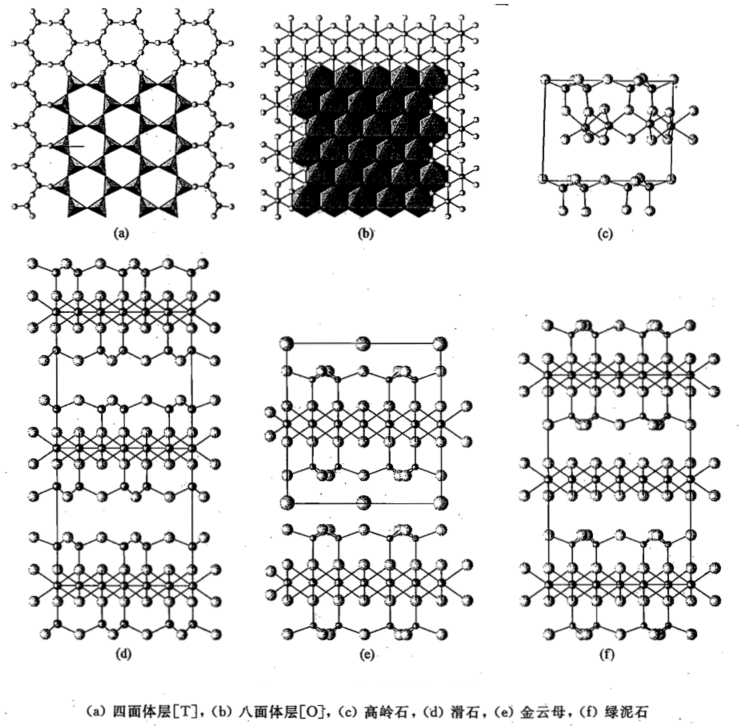 (a)
(b)
(c)
(d)
(e)
(f)
(a) 四面体层[T], (b) 八面体层[O], (c) 高岭石, (d) 滑石, (e) 金云母, (f) 绿泥石